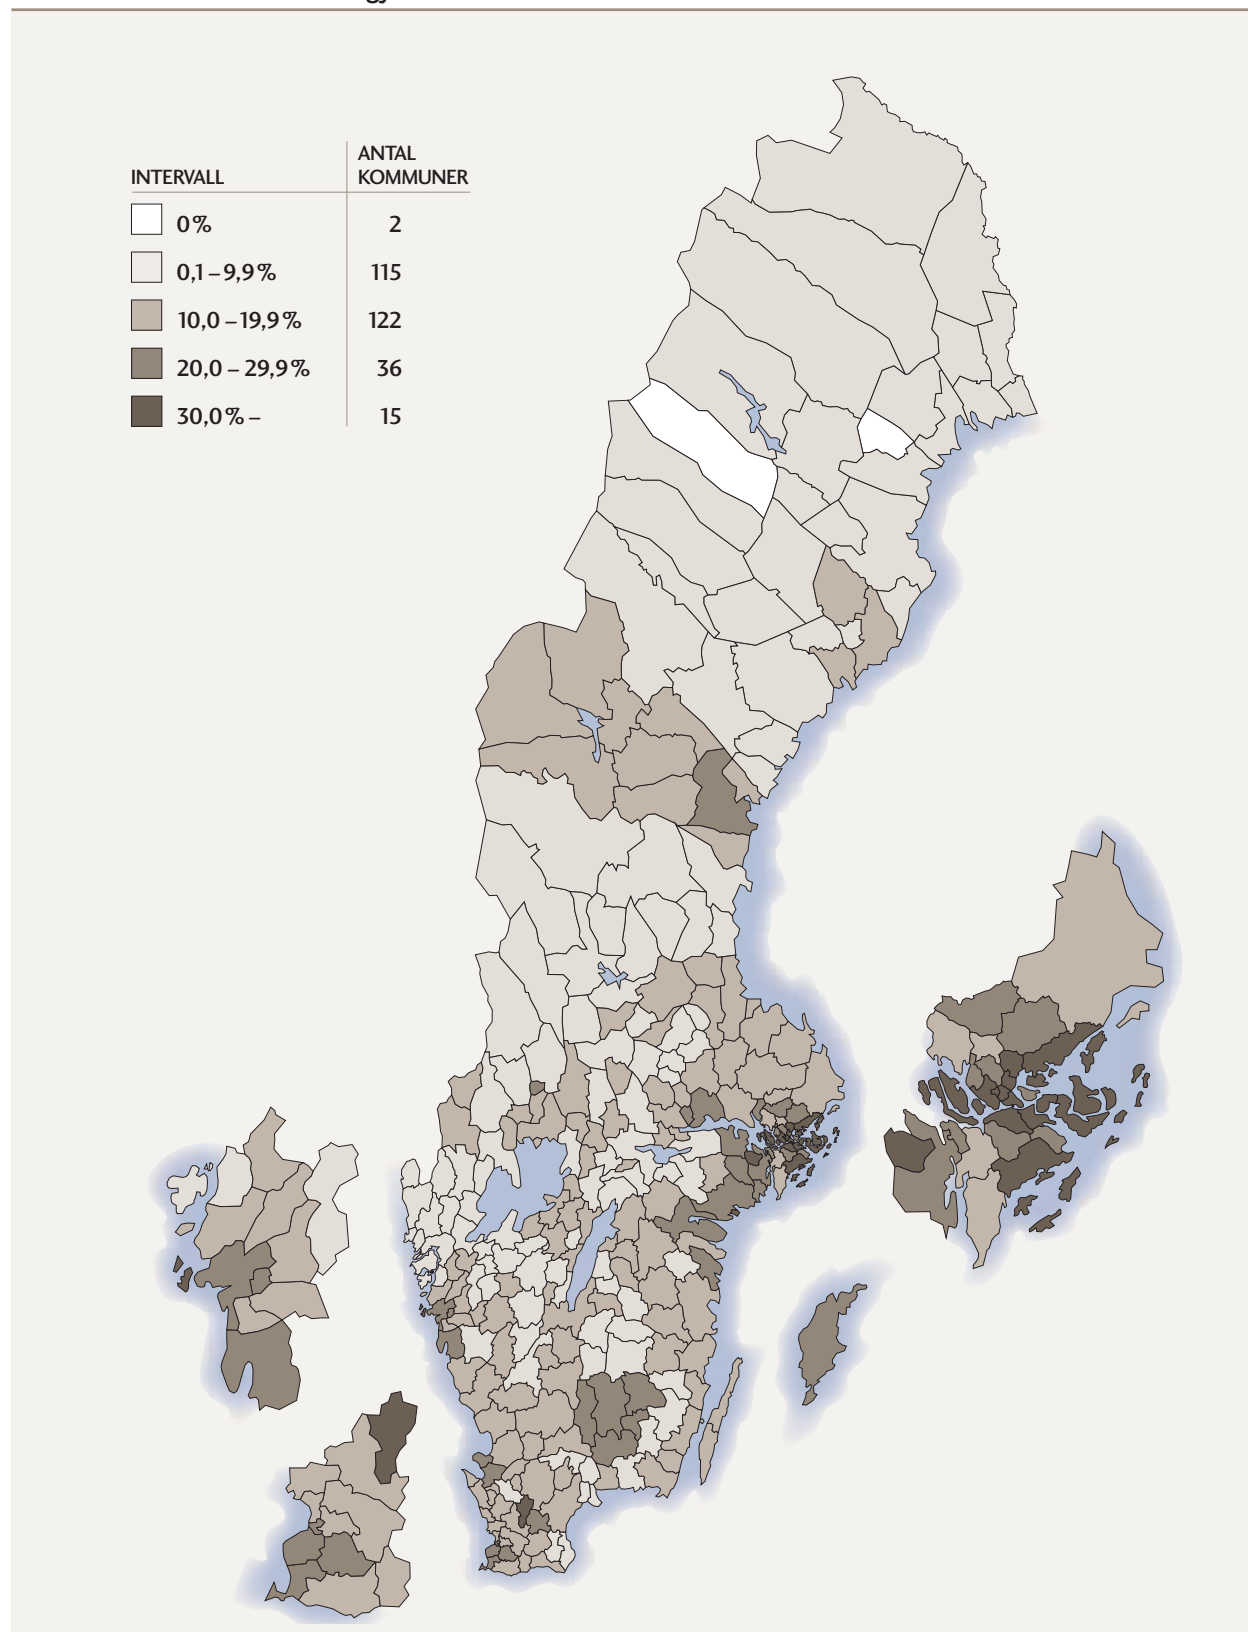 ANTAL
INTERVALL KOMMUNER
0% 2
0,1–9,9% 115
10,0–19,9% 122
20,0–29,9% 36
30,0%– 15